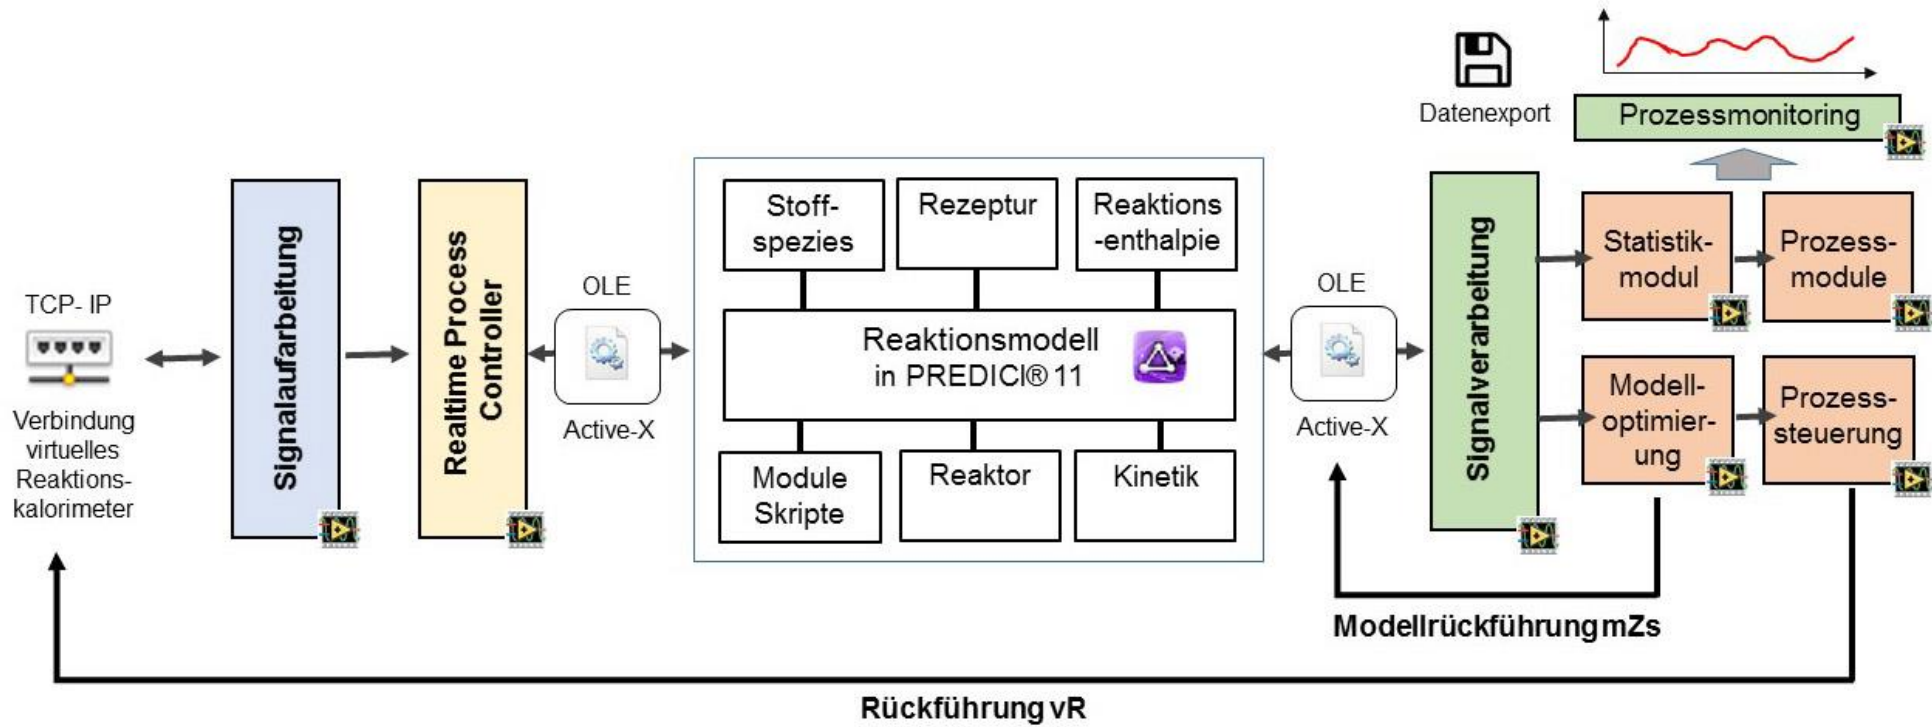 TCP- IP
Verbindung
virtuelles
Reaktions-
kalorimeter
Signalaufarbeitung
Realtime Process
Controller
OLE
Active-X
Stoff-
spezies
Rezeptur
Reaktions
-enthalpie
Reaktionsmodell
in PREDICI® 11
Module
Skripte
Reaktor
Kinetik
OLE
Active-X
Signalverarbeitung
Datenexport
Prozessmonitoring
Statistik-
modul
Prozess-
module
Modell-
optimier-
ung
Prozess-
steuerung
Modellrückführung mZs
Rückführung vR